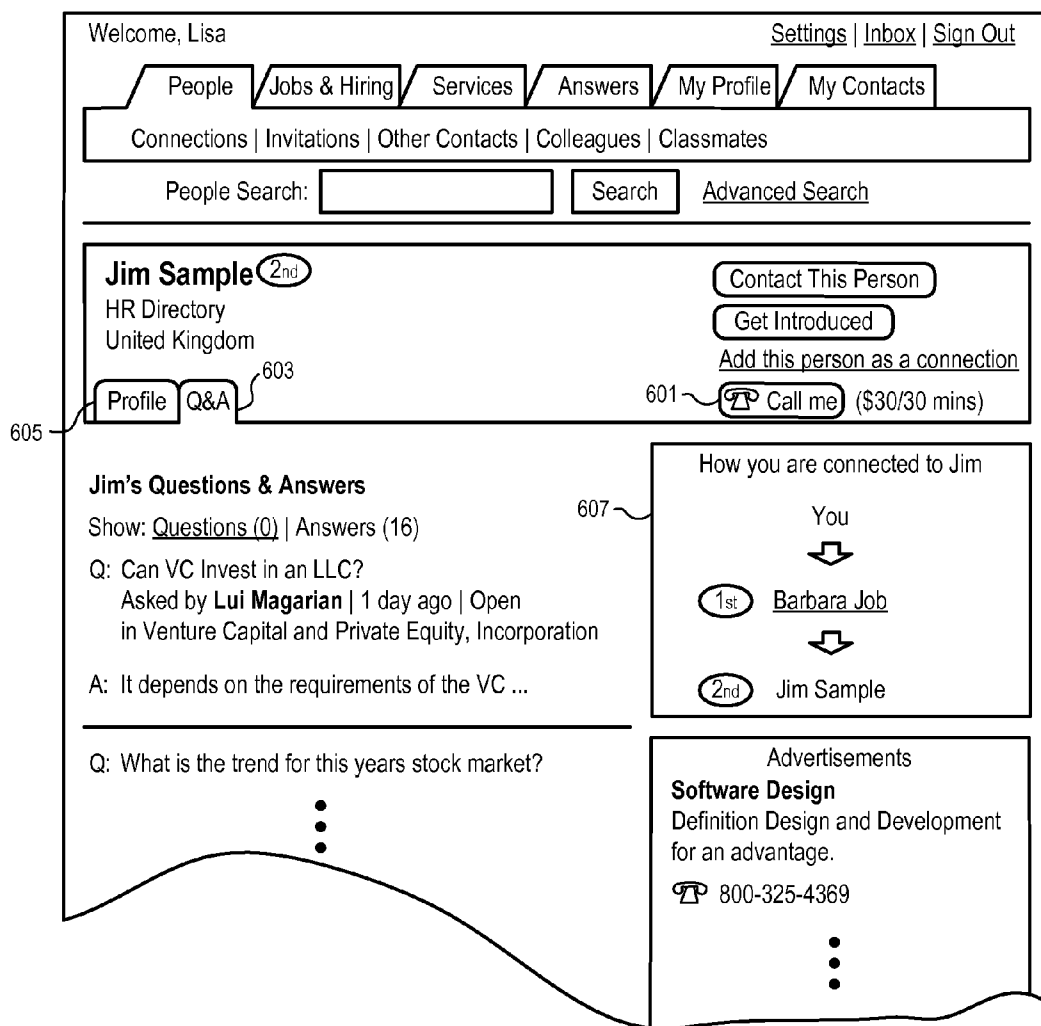 Welcome, Lisa
Settings | Inbox | Sign Out
People
Jobs & Hiring
Services
Answers
My Profile
My Contacts
Connections | Invitations | Other Contacts | Colleagues | Classmates
People Search:
Search
Advanced Search
Jim Sample 2nd
HR Directory
United Kingdom
Contact This Person
Get Introduced
Add this person as a connection
603
601
Call me ($30/30 mins)
Profile
Q&A
605
Jim's Questions & Answers
Show: Questions (0) | Answers (16)
Q: Can VC Invest in an LLC?
Asked by Lui Magarian | 1 day ago | Open
in Venture Capital and Private Equity, Incorporation
A: It depends on the requirements of the VC ...
Q: What is the trend for this years stock market?
607
How you are connected to Jim
You
1st Barbara Job
2nd Jim Sample
Advertisements
Software Design
Definition Design and Development
for an advantage.
800-325-4369